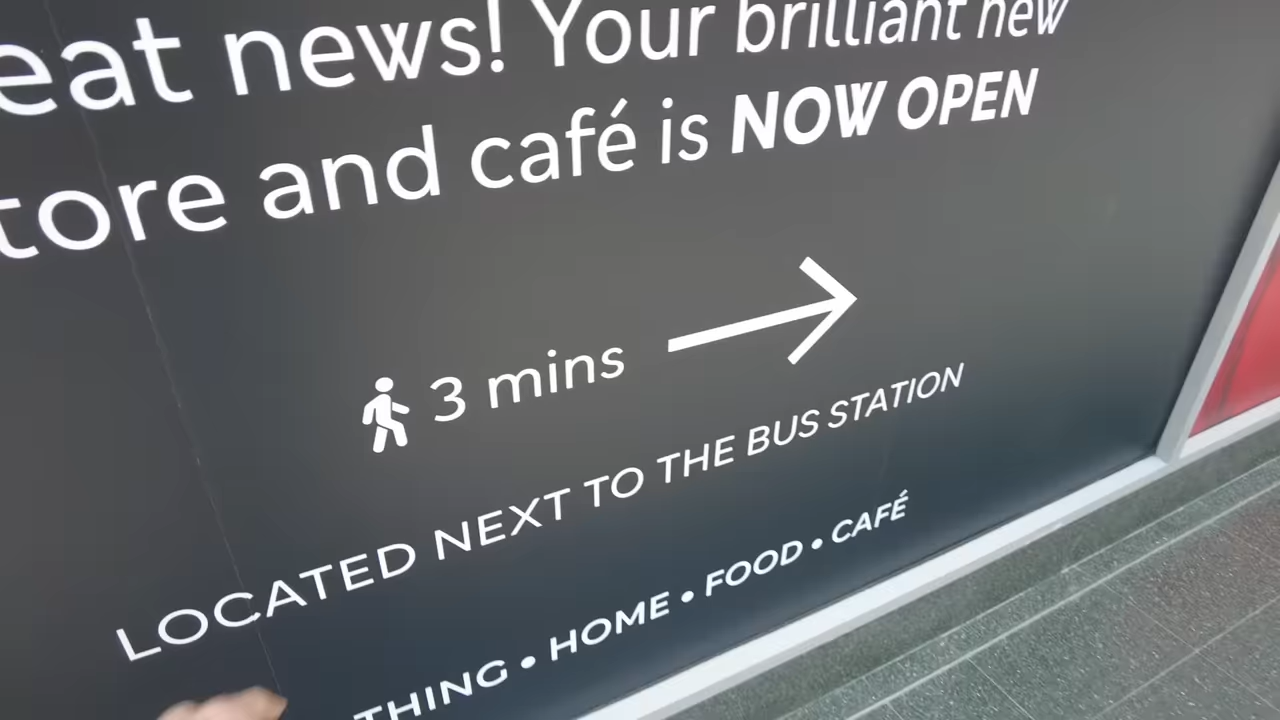 eat news! Your brilliant new
tore and café is NOW OPEN
3 mins
LOCATED NEXT TO THE BUS STATION
THING • HOME • FOOD • CAFÉ